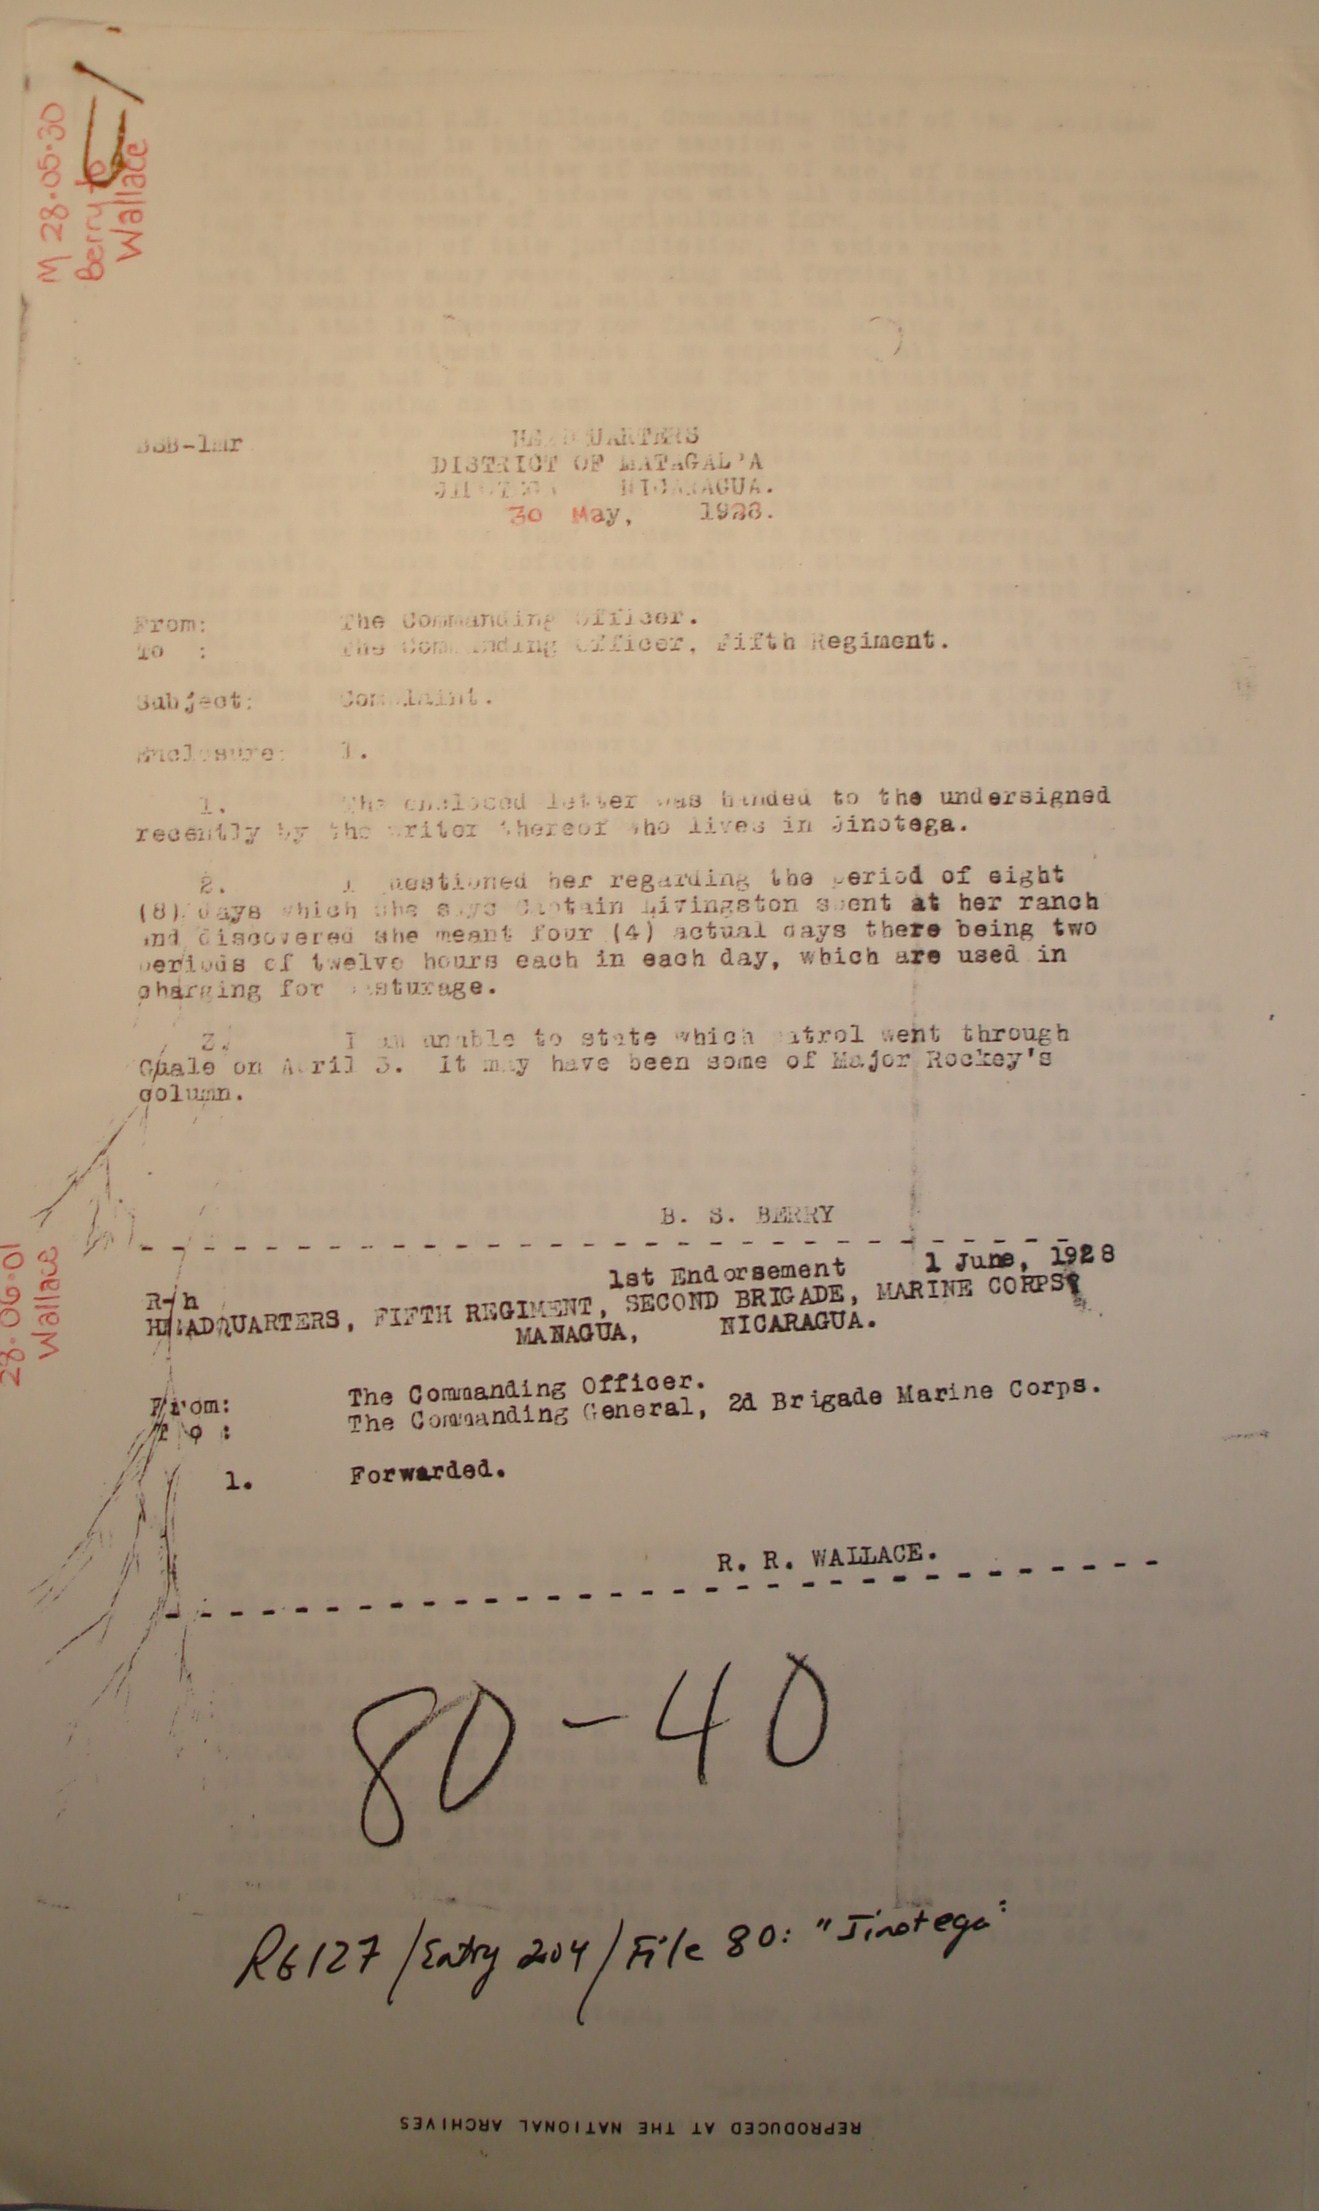 M 28.05.30
Berry to
Wallace
BSB-lmr
HEADQUARTERS
DISTRICT OF MATAGALPA
NICARAGUA.
30 May, 1928.
From: The Commanding Officer.
To : The Commanding Officer, Fifth Regiment.
Subject: Complaint.
Enclosure: 1.
1. The enclosed letter was handed to the undersigned
recently by the writer thereof who lives in Jinotega.
2. I questioned her regarding the period of eight
(8) days which she says Captain Livingston spent at her ranch
and discovered she meant four (4) actual days there being two
periods of twelve hours each in each day, which are used in
charging for pasturage.
3. I am unable to state which patrol went through
Guale on April 3. It may have been some of Major Rockey's
column.
B. S. BERRY
28.06.01
Wallace
R-h 1st Endorsement 1 June, 1928
HEADQUARTERS, FIFTH REGIMENT, SECOND BRIGADE, MARINE CORPS,
MANAGUA, NICARAGUA.
From: The Commanding Officer.
To : The Commanding General, 2d Brigade Marine Corps.
1. Forwarded.
R. R. WALLACE.
80-40
RG127/Entry 204/File 80: "Jinotega"
REPRODUCED AT THE NATIONAL ARCHIVES